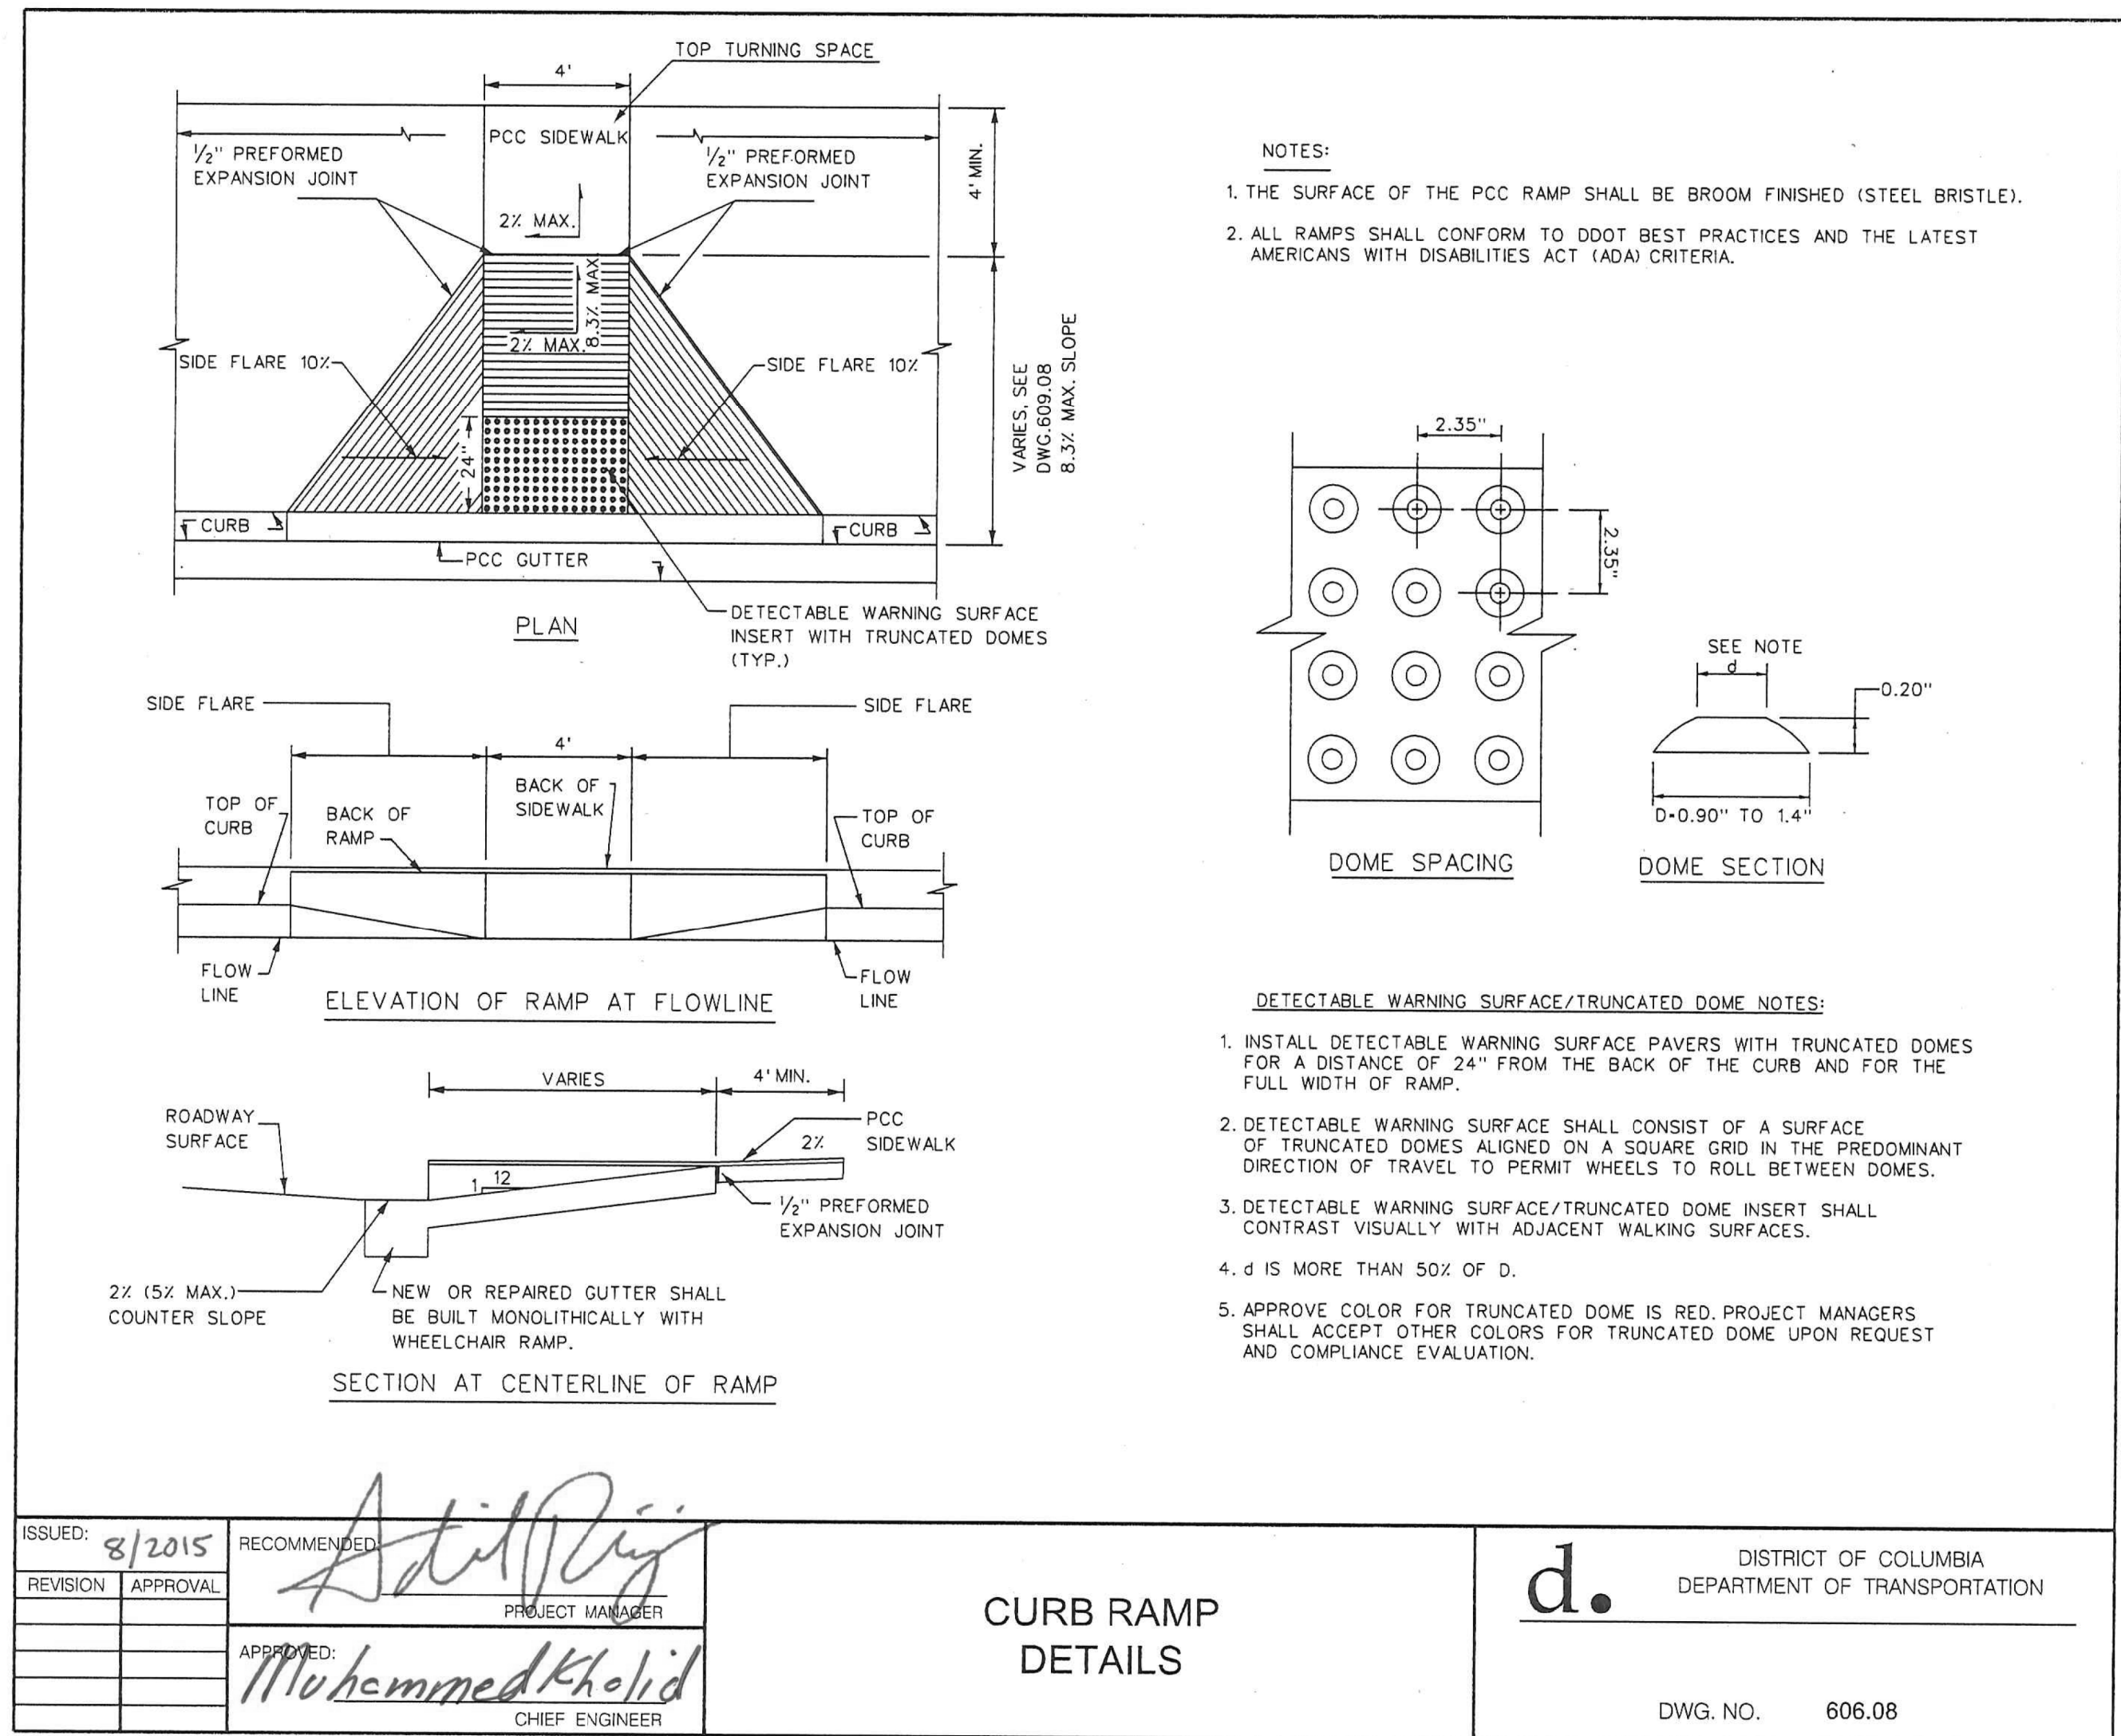 TOP TURNING SPACE
4'
PCC SIDEWALK
1/2" PREFORMED
EXPANSION JOINT
1/2" PREFORMED
EXPANSION JOINT
4' MIN.
2% MAX.
8.3% MAX
2% MAX.
SIDE FLARE 10%
SIDE FLARE 10%
24"
VARIES, SEE
DWG.609.08
8.3% MAX. SLOPE
CURB
CURB
PCC GUTTER
DETECTABLE WARNING SURFACE
INSERT WITH TRUNCATED DOMES
(TYP.)
PLAN
SIDE FLARE
SIDE FLARE
4'
TOP OF
CURB
BACK OF
RAMP
BACK OF
SIDEWALK
TOP OF
CURB
FLOW
LINE
FLOW
LINE
ELEVATION OF RAMP AT FLOWLINE
VARIES
4' MIN.
ROADWAY
SURFACE
PCC
SIDEWALK
2%
12
1
1/2" PREFORMED
EXPANSION JOINT
2% (5% MAX.)
COUNTER SLOPE
NEW OR REPAIRED GUTTER SHALL
BE BUILT MONOLITHICALLY WITH
WHEELCHAIR RAMP.
SECTION AT CENTERLINE OF RAMP
NOTES:
1. THE SURFACE OF THE PCC RAMP SHALL BE BROOM FINISHED (STEEL BRISTLE).
2. ALL RAMPS SHALL CONFORM TO DDOT BEST PRACTICES AND THE LATEST
AMERICANS WITH DISABILITIES ACT (ADA) CRITERIA.
2.35"
2.35"
DOME SPACING
SEE NOTE
d
0.20"
D=0.90" TO 1.4"
DOME SECTION
DETECTABLE WARNING SURFACE/TRUNCATED DOME NOTES:
1. INSTALL DETECTABLE WARNING SURFACE PAVERS WITH TRUNCATED DOMES
FOR A DISTANCE OF 24" FROM THE BACK OF THE CURB AND FOR THE
FULL WIDTH OF RAMP.
2. DETECTABLE WARNING SURFACE SHALL CONSIST OF A SURFACE
OF TRUNCATED DOMES ALIGNED ON A SQUARE GRID IN THE PREDOMINANT
DIRECTION OF TRAVEL TO PERMIT WHEELS TO ROLL BETWEEN DOMES.
3. DETECTABLE WARNING SURFACE/TRUNCATED DOME INSERT SHALL
CONTRAST VISUALLY WITH ADJACENT WALKING SURFACES.
4. d IS MORE THAN 50% OF D.
5. APPROVE COLOR FOR TRUNCATED DOME IS RED. PROJECT MANAGERS
SHALL ACCEPT OTHER COLORS FOR TRUNCATED DOME UPON REQUEST
AND COMPLIANCE EVALUATION.
ISSUED: 8/2015
REVISION APPROVAL
RECOMMENDED:
PROJECT MANAGER
APPROVED:
Muhammed Khalid
CHIEF ENGINEER
CURB RAMP
DETAILS
d.
DISTRICT OF COLUMBIA
DEPARTMENT OF TRANSPORTATION
DWG. NO. 606.08